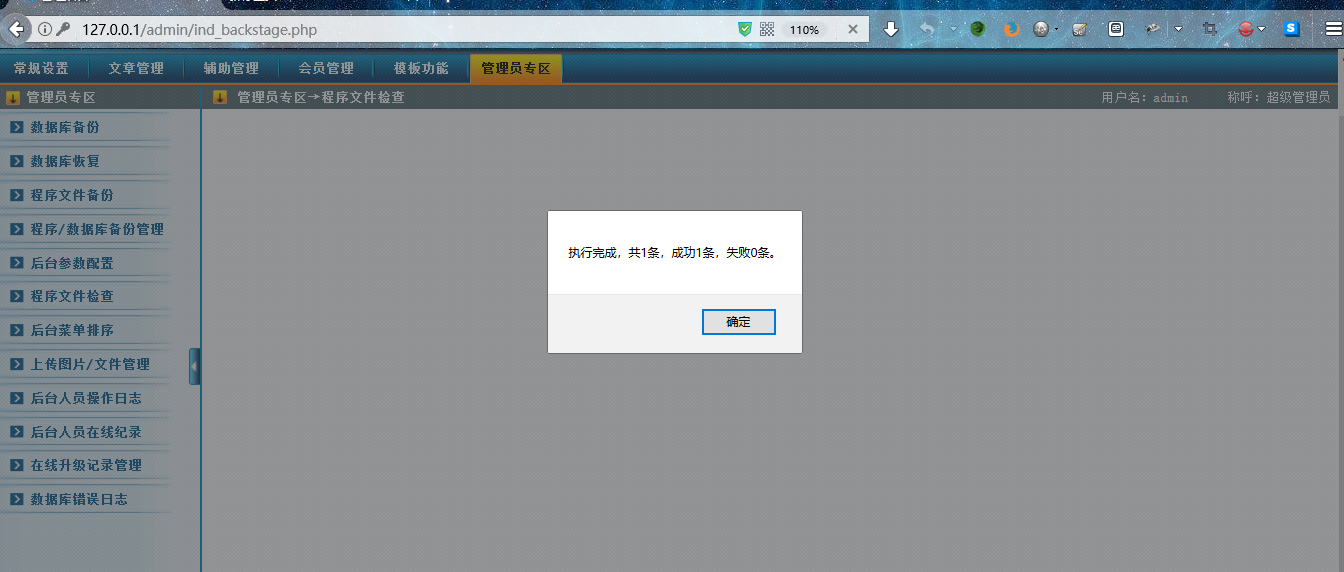 127.0.0.1/admin/ind_backstage.php
110%
常规设置 文章管理 辅助管理 会员管理 模板功能 管理员专区
管理员专区
管理员专区→程序文件检查
用户名：admin 称呼：超级管理员
数据库备份
数据库恢复
程序文件备份
程序/数据库备份管理
后台参数配置
程序文件检查
后台菜单排序
上传图片/文件管理
后台人员操作日志
后台人员在线纪录
在线升级记录管理
数据库错误日志
执行完成，共1条，成功1条，失败0条。
确定